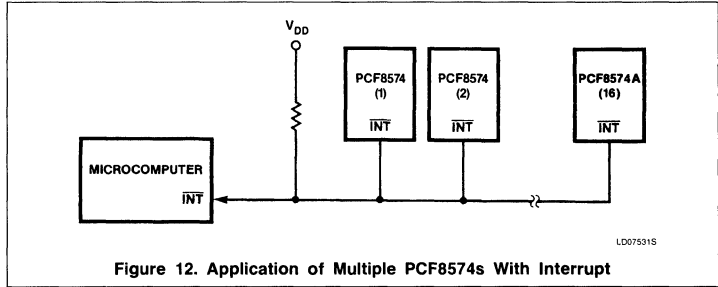 V_DD
PCF8574
(1)
INT
PCF8574
(2)
INT
PCF8574A
(16)
INT
MICROCOMPUTER
INT
LD07531S
Figure 12. Application of Multiple PCF8574s With Interrupt